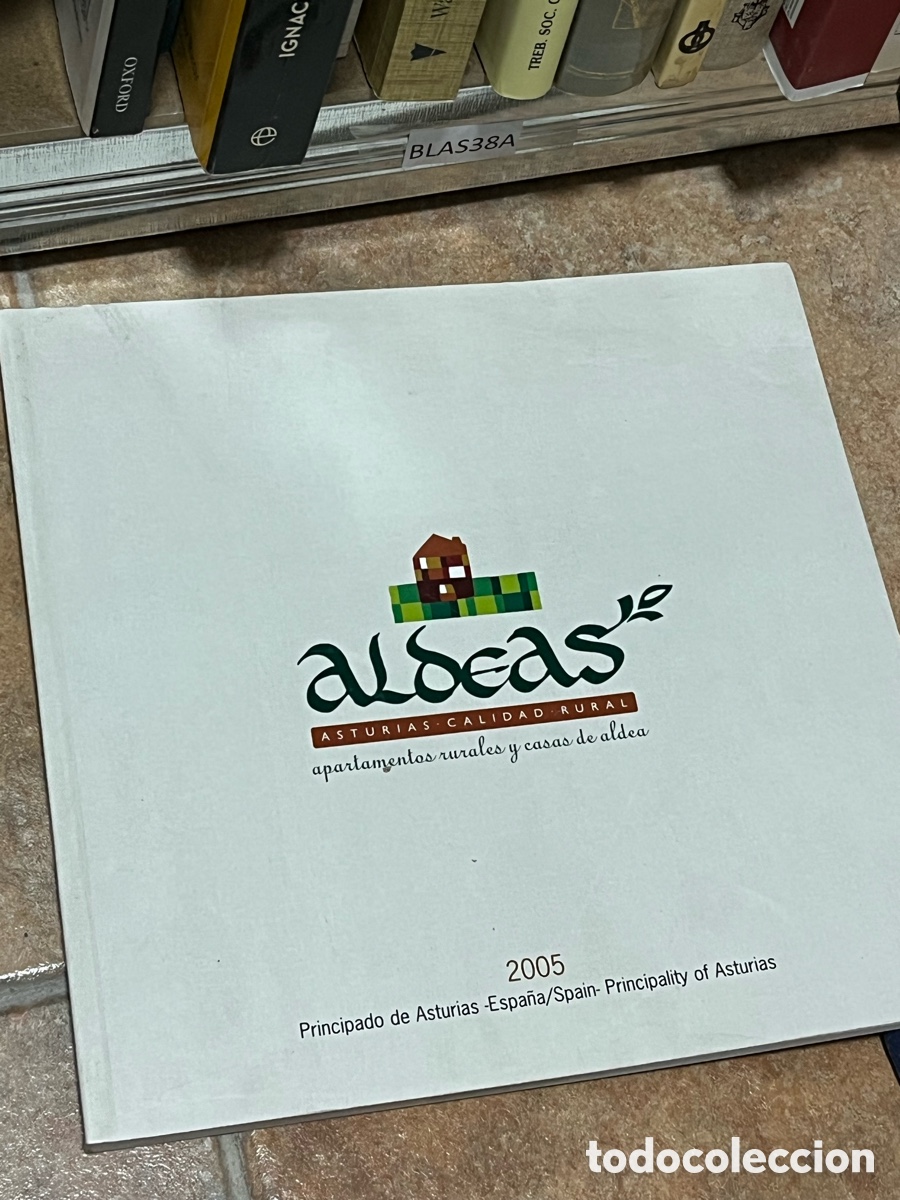 OXFORD
IGNAC
TREB. SOC.
BLAS38A
ALDEAS
ASTURIAS · CALIDAD · RURAL
apartamentos rurales y casas de aldea
2005
Principado de Asturias -España/Spain- Principality of Asturias
todocoleccion